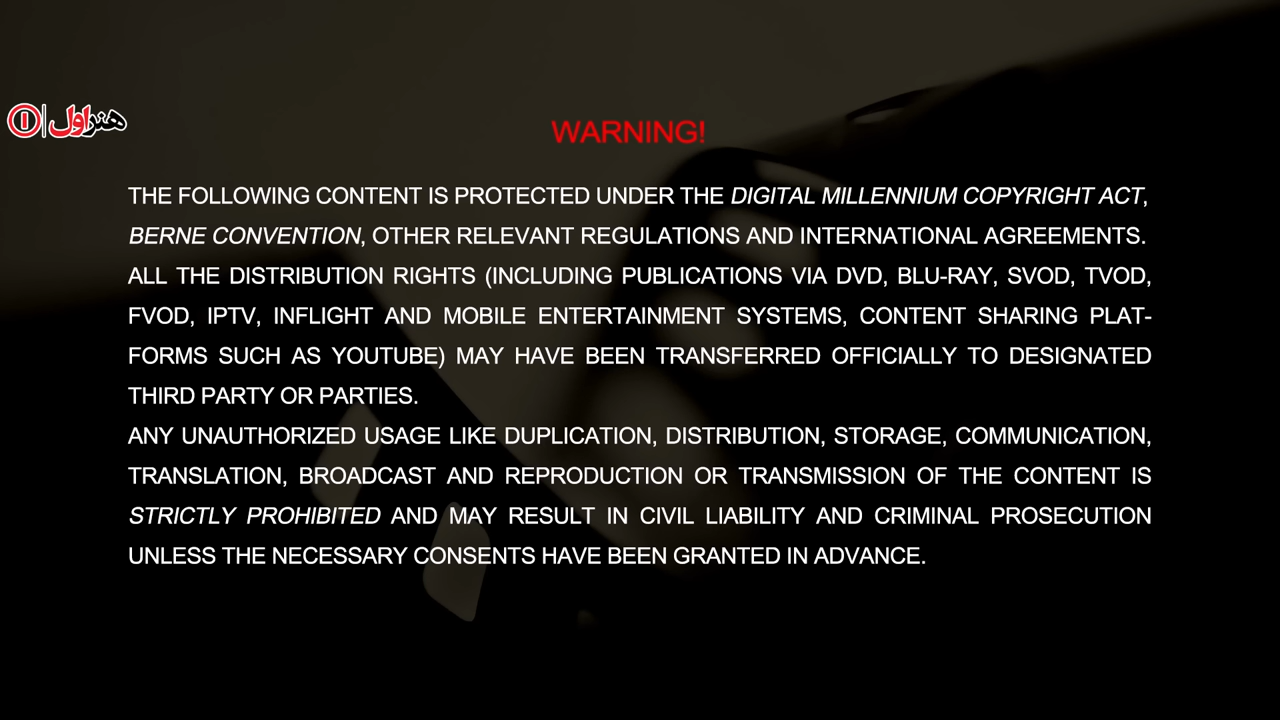 هنر اول
WARNING!
THE FOLLOWING CONTENT IS PROTECTED UNDER THE DIGITAL MILLENNIUM COPYRIGHT ACT,
BERNE CONVENTION, OTHER RELEVANT REGULATIONS AND INTERNATIONAL AGREEMENTS.
ALL THE DISTRIBUTION RIGHTS (INCLUDING PUBLICATIONS VIA DVD, BLU-RAY, SVOD, TVOD,
FVOD, IPTV, INFLIGHT AND MOBILE ENTERTAINMENT SYSTEMS, CONTENT SHARING PLAT-
FORMS SUCH AS YOUTUBE) MAY HAVE BEEN TRANSFERRED OFFICIALLY TO DESIGNATED
THIRD PARTY OR PARTIES.
ANY UNAUTHORIZED USAGE LIKE DUPLICATION, DISTRIBUTION, STORAGE, COMMUNICATION,
TRANSLATION, BROADCAST AND REPRODUCTION OR TRANSMISSION OF THE CONTENT IS
STRICTLY PROHIBITED AND MAY RESULT IN CIVIL LIABILITY AND CRIMINAL PROSECUTION
UNLESS THE NECESSARY CONSENTS HAVE BEEN GRANTED IN ADVANCE.